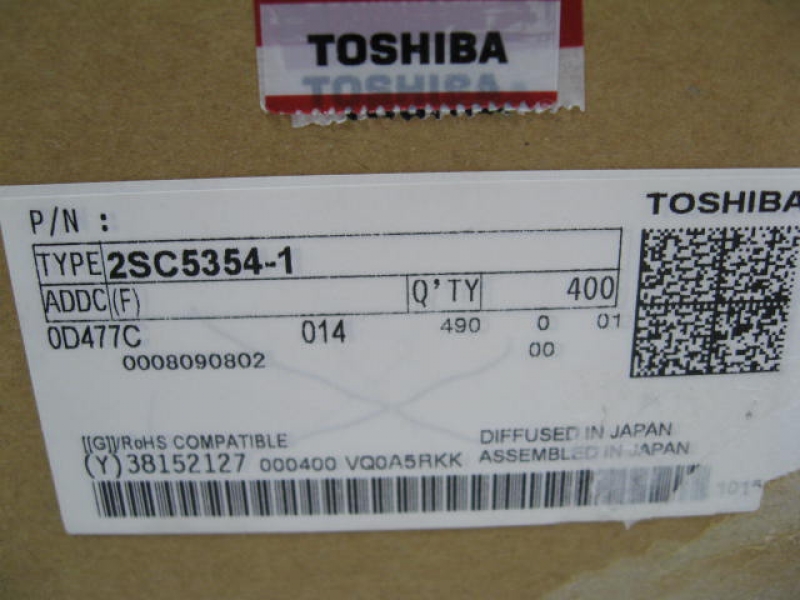 TOSHIBA
TOSHIBA
P/N :
TOSHIBA
TYPE 2SC5354-1
ADDC (F) Q'TY 400
0D477C 014 490 0 01
0008090802 00
[[G]]/RoHS COMPATIBLE DIFFUSED IN JAPAN
(Y)38152127 000400 VQ0A5RKK ASSEMBLED IN JAPAN